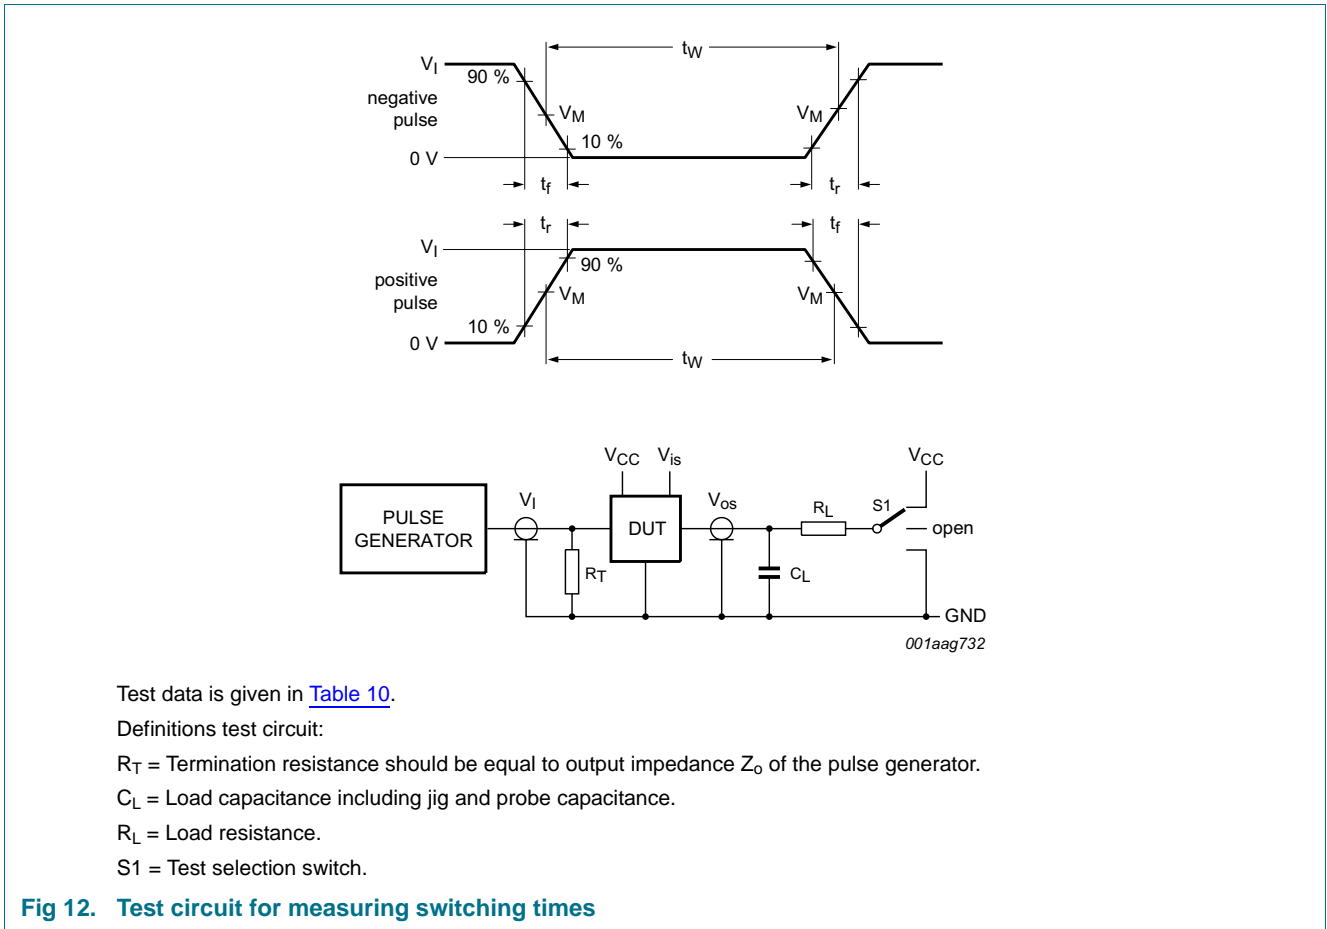 tW
VI
90 %
negative
pulse
VM
VM
10 %
0 V
tf
tr
tr
tf
VI
90 %
positive
pulse
VM
VM
10 %
0 V
tW
VCC
Vis
VCC
PULSE
GENERATOR
VI
DUT
Vos
RL
S1
open
RT
CL
GND
001aag732
Test data is given in Table 10.
Definitions test circuit:
RT = Termination resistance should be equal to output impedance Zo of the pulse generator.
CL = Load capacitance including jig and probe capacitance.
RL = Load resistance.
S1 = Test selection switch.
Fig 12. Test circuit for measuring switching times